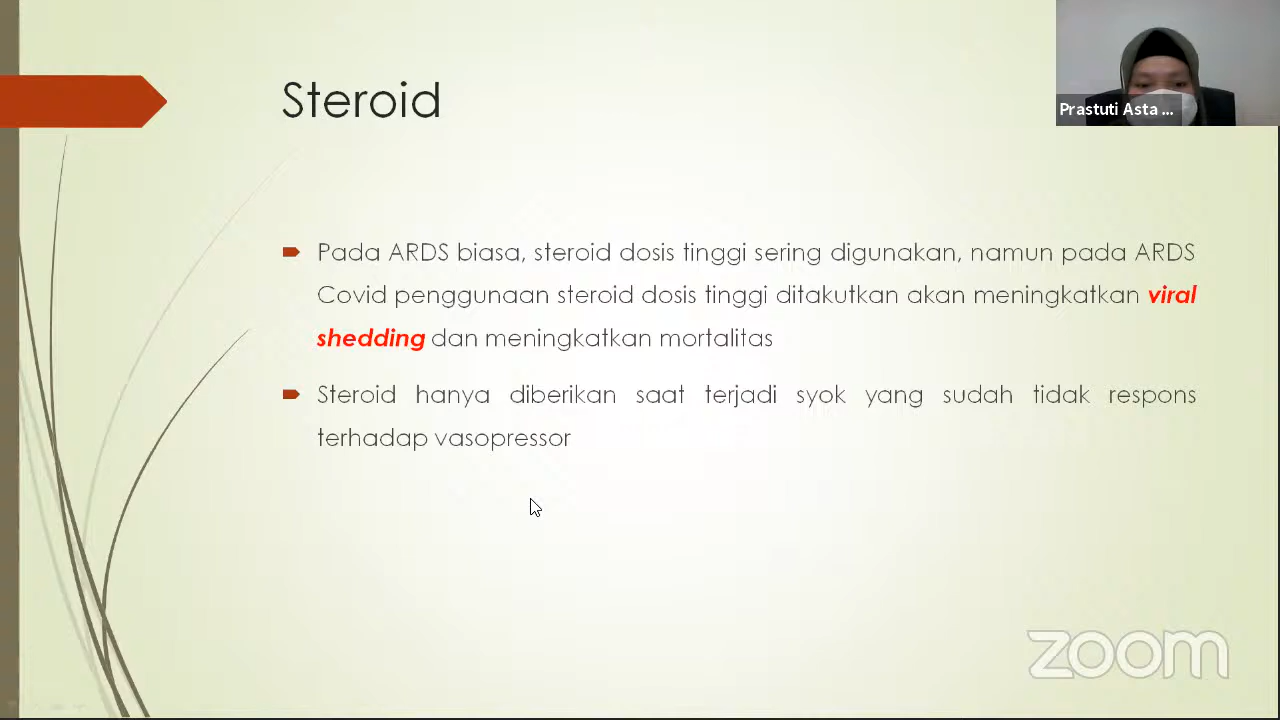 Steroid
Prastuti Asta ...
Pada ARDS biasa, steroid dosis tinggi sering digunakan, namun pada ARDS
Covid penggunaan steroid dosis tinggi ditakutkan akan meningkatkan viral
shedding dan meningkatkan mortalitas
Steroid hanya diberikan saat terjadi syok yang sudah tidak respons
terhadap vasopressor
zoom